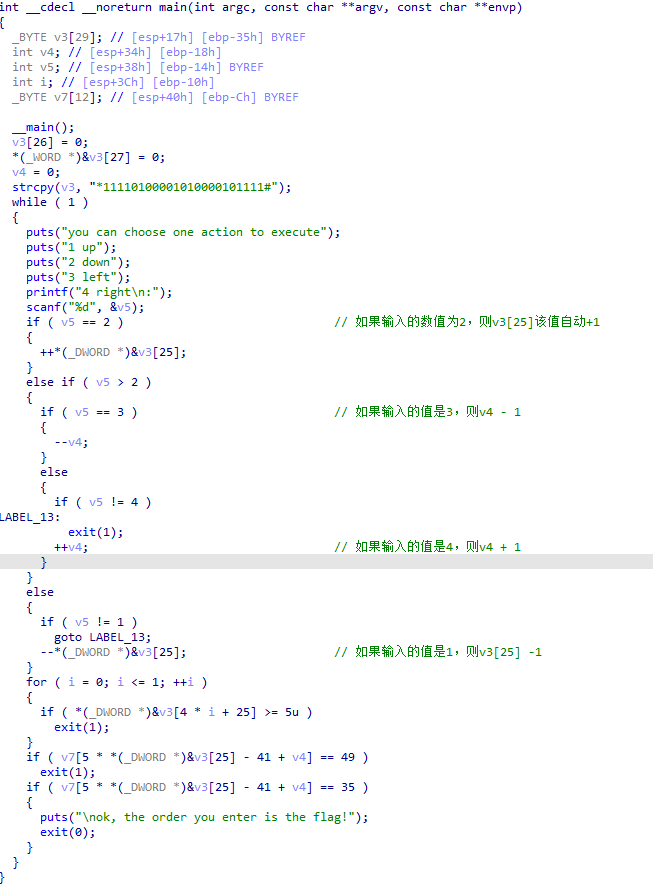 int __cdecl __noreturn main(int argc, const char **argv, const char **envp)
{
  _BYTE v3[29]; // [esp+17h] [ebp-35h] BYREF
  int v4; // [esp+34h] [ebp-18h]
  int v5; // [esp+38h] [ebp-14h] BYREF
  int i; // [esp+3Ch] [ebp-10h]
  _BYTE v7[12]; // [esp+40h] [ebp-Ch] BYREF

  __main();
  v3[26] = 0;
  *(_WORD *)&v3[27] = 0;
  v4 = 0;
  strcpy(v3, "*11110100001010000101111#");
  while ( 1 )
  {
    puts("you can choose one action to execute");
    puts("1 up");
    puts("2 down");
    puts("3 left");
    printf("4 right\n:");
    scanf("%d", &v5);
    if ( v5 == 2 ) // 如果输入的数值为2，则v3[25]该值自动+1
    {
      ++*(_DWORD *)&v3[25];
    }
    else if ( v5 > 2 )
    {
      if ( v5 == 3 ) // 如果输入的值是3，则v4 - 1
      {
        --v4;
      }
      else
      {
        if ( v5 != 4 )
LABEL_13:
          exit(1);
        ++v4; // 如果输入的值是4，则v4 + 1
      }
    }
    else
    {
      if ( v5 != 1 )
        goto LABEL_13;
      --*(_DWORD *)&v3[25]; // 如果输入的值是1，则v3[25] -1
    }
    for ( i = 0; i <= 1; ++i )
    {
      if ( *(_DWORD *)&v3[4 * i + 25] >= 5u )
        exit(1);
    }
    if ( v7[5 * *(_DWORD *)&v3[25] - 41 + v4] == 49 )
      exit(1);
    if ( v7[5 * *(_DWORD *)&v3[25] - 41 + v4] == 35 )
    {
      puts("\nok, the order you enter is the flag!");
      exit(0);
    }
  }
}